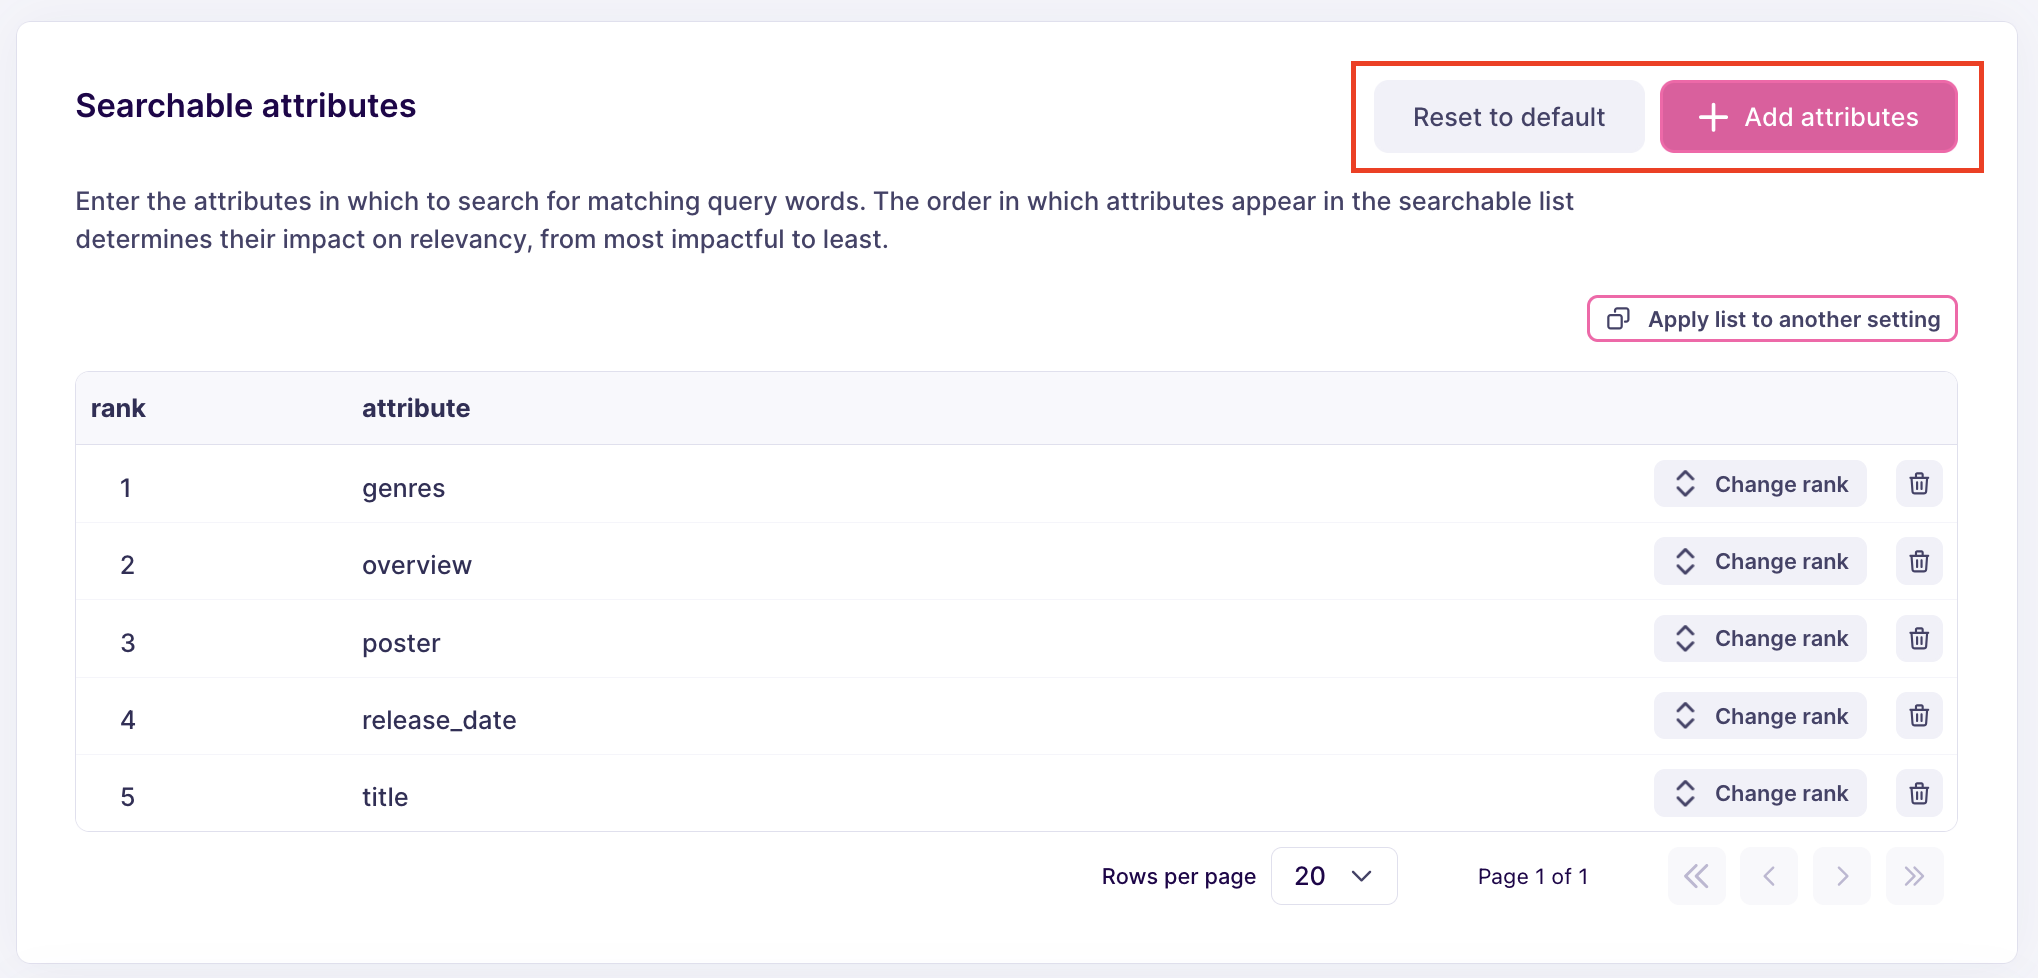 Searchable attributes
Reset to default
Add attributes
Enter the attributes in which to search for matching query words. The order in which attributes appear in the searchable list
determines their impact on relevancy, from most impactful to least.
Apply list to another setting
rank attribute
1 genres Change rank
2 overview Change rank
3 poster Change rank
4 release_date Change rank
5 title Change rank
Rows per page 20 Page 1 of 1